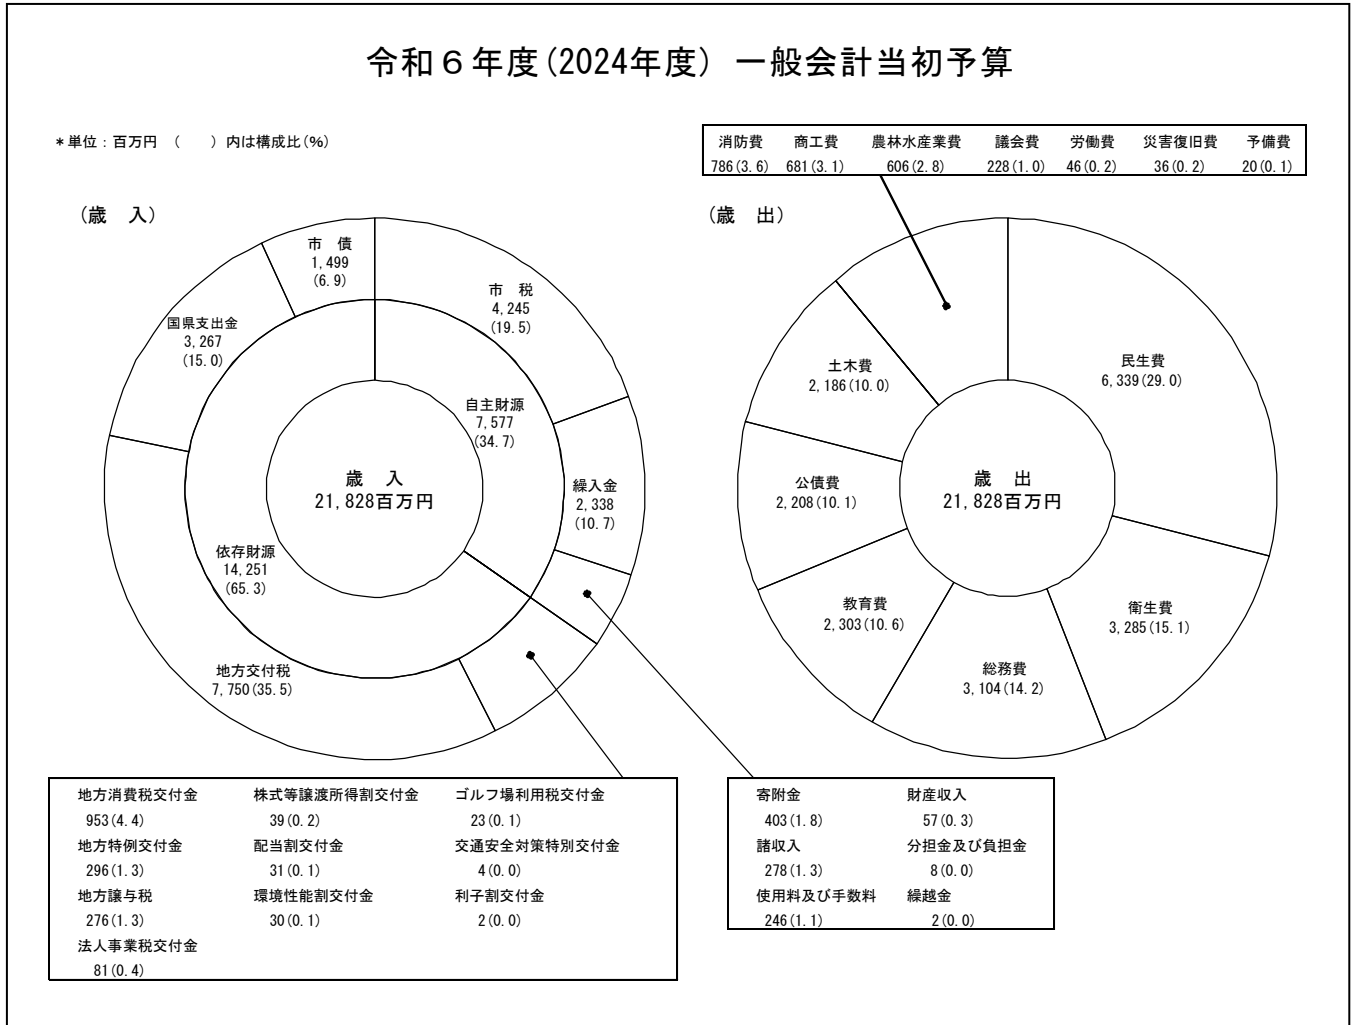 令和６年度(2024年度) 一般会計当初予算
*単位：百万円 （　　）内は構成比(%)
消防費 商工費 農林水産業費 議会費 労働費 災害復旧費 予備費
786(3.6) 681(3.1) 606(2.8) 228(1.0) 46(0.2) 36(0.2) 20(0.1)
(歳　入)
市　債
1,499
(6.9)
市　税
4,245
(19.5)
国県支出金
3,267
(15.0)
自主財源
7,577
(34.7)
歳　入
21,828百万円
繰入金
2,338
(10.7)
依存財源
14,251
(65.3)
地方交付税
7,750(35.5)
(歳　出)
民生費
6,339(29.0)
土木費
2,186(10.0)
公債費
2,208(10.1)
歳　出
21,828百万円
教育費
2,303(10.6)
衛生費
3,285(15.1)
総務費
3,104(14.2)
地方消費税交付金 株式等譲渡所得割交付金 ゴルフ場利用税交付金
953(4.4) 39(0.2) 23(0.1)
地方特例交付金 配当割交付金 交通安全対策特別交付金
296(1.3) 31(0.1) 4(0.0)
地方譲与税 環境性能割交付金 利子割交付金
276(1.3) 30(0.1) 2(0.0)
法人事業税交付金
81(0.4)
寄附金 財産収入
403(1.8) 57(0.3)
諸収入 分担金及び負担金
278(1.3) 8(0.0)
使用料及び手数料 繰越金
246(1.1) 2(0.0)